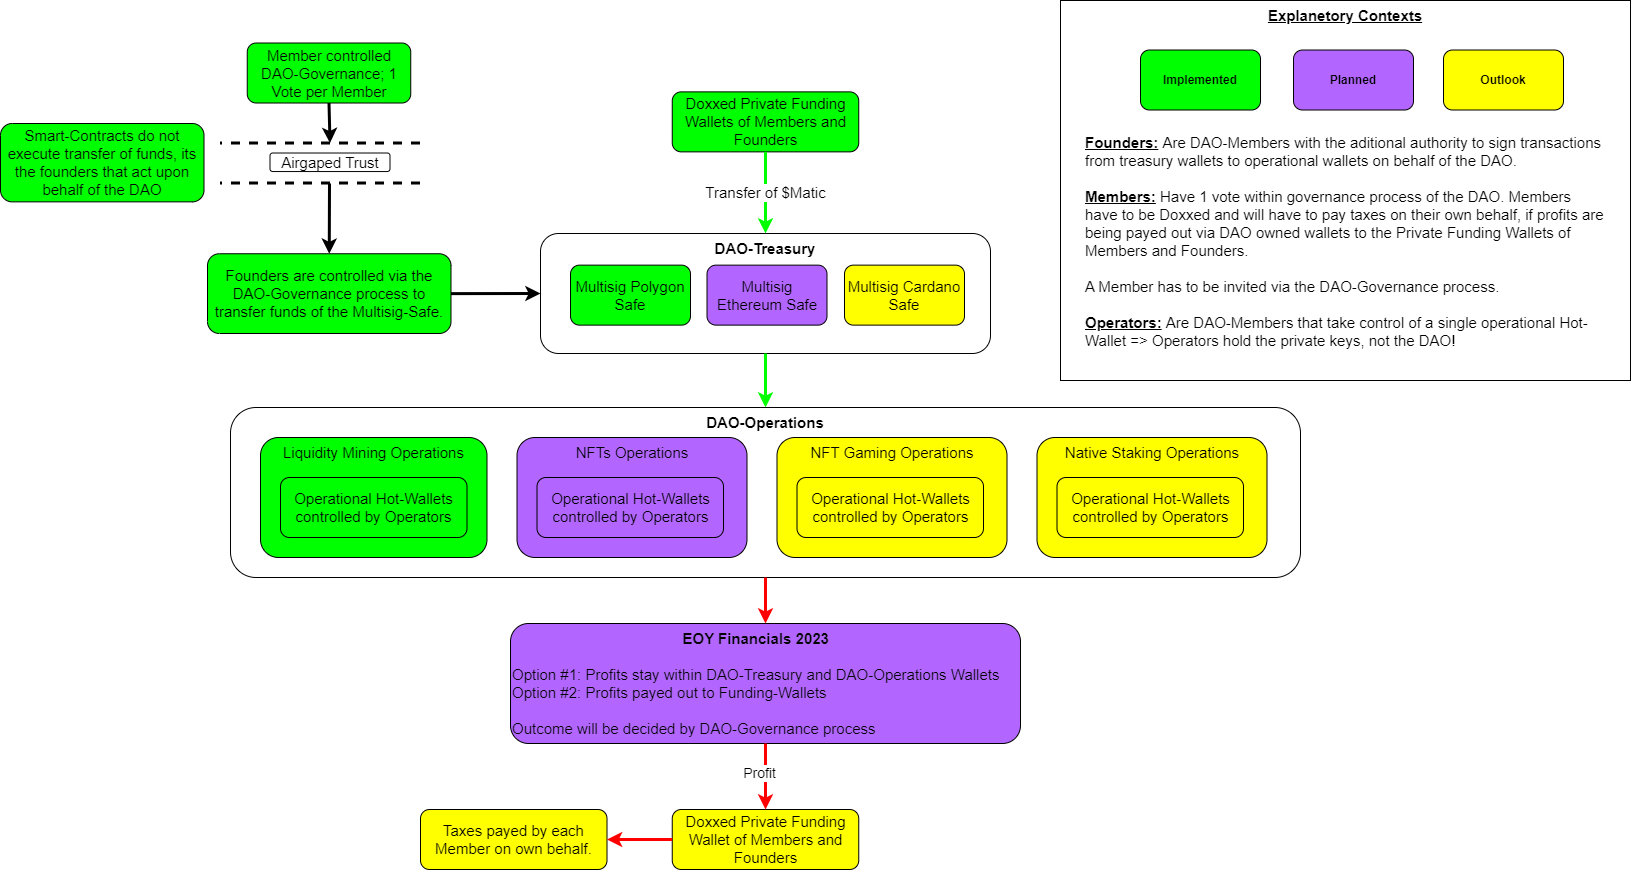 Explanetory Contexts
Implemented
Planned
Outlook
Founders: Are DAO-Members with the aditional authority to sign transactions
from treasury wallets to operational wallets on behalf of the DAO.
Members: Have 1 vote within governance process of the DAO. Members
have to be Doxxed and will have to pay taxes on their own behalf, if profits are
being payed out via DAO owned wallets to the Private Funding Wallets of
Members and Founders.
A Member has to be invited via the DAO-Governance process.
Operators: Are DAO-Members that take control of a single operational Hot-
Wallet => Operators hold the private keys, not the DAO!
Member controlled
DAO-Governance; 1
Vote per Member
Smart-Contracts do not
execute transfer of funds, its
the founders that act upon
behalf of the DAO
Airgaped Trust
Founders are controlled via the
DAO-Governance process to
transfer funds of the Multisig-Safe.
Doxxed Private Funding
Wallets of Members and
Founders
Transfer of $Matic
DAO-Treasury
Multisig Polygon
Safe
Multisig
Ethereum Safe
Multisig Cardano
Safe
DAO-Operations
Liquidity Mining Operations
Operational Hot-Wallets
controlled by Operators
NFTs Operations
Operational Hot-Wallets
controlled by Operators
NFT Gaming Operations
Operational Hot-Wallets
controlled by Operators
Native Staking Operations
Operational Hot-Wallets
controlled by Operators
EOY Financials 2023
Option #1: Profits stay within DAO-Treasury and DAO-Operations Wallets
Option #2: Profits payed out to Funding-Wallets
Outcome will be decided by DAO-Governance process
Profit
Doxxed Private Funding
Wallet of Members and
Founders
Taxes payed by each
Member on own behalf.